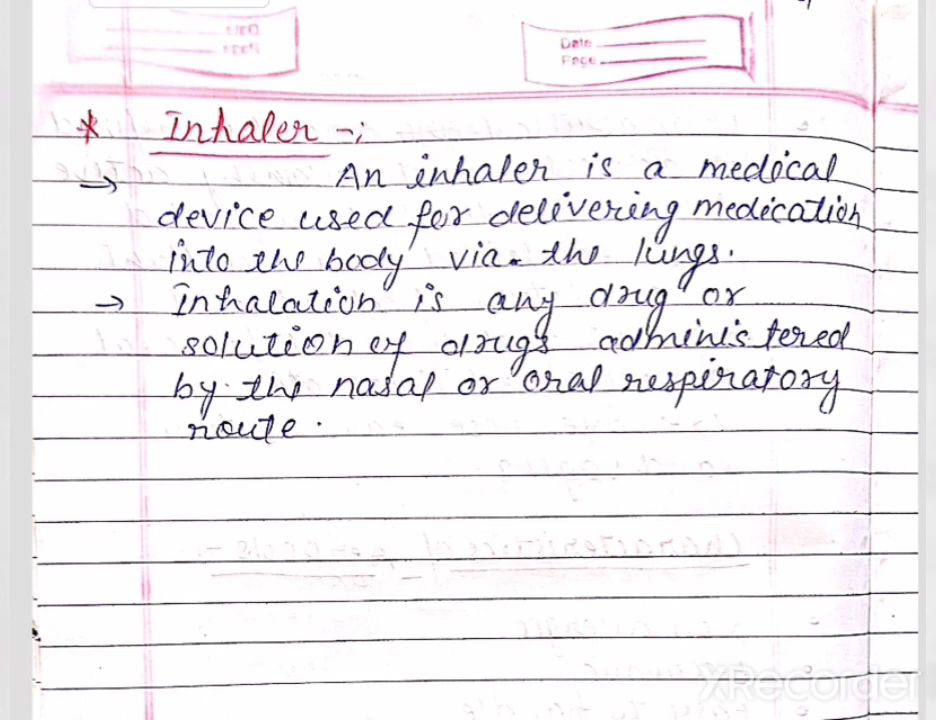 Date
Page
* Inhaler -:
→ An inhaler is a medical
device used for delivering medication
into the body via the lungs.
→ Inhalation is any drug or
solution of drugs administered
by the nasal or oral respiratory
route.
XRecorder